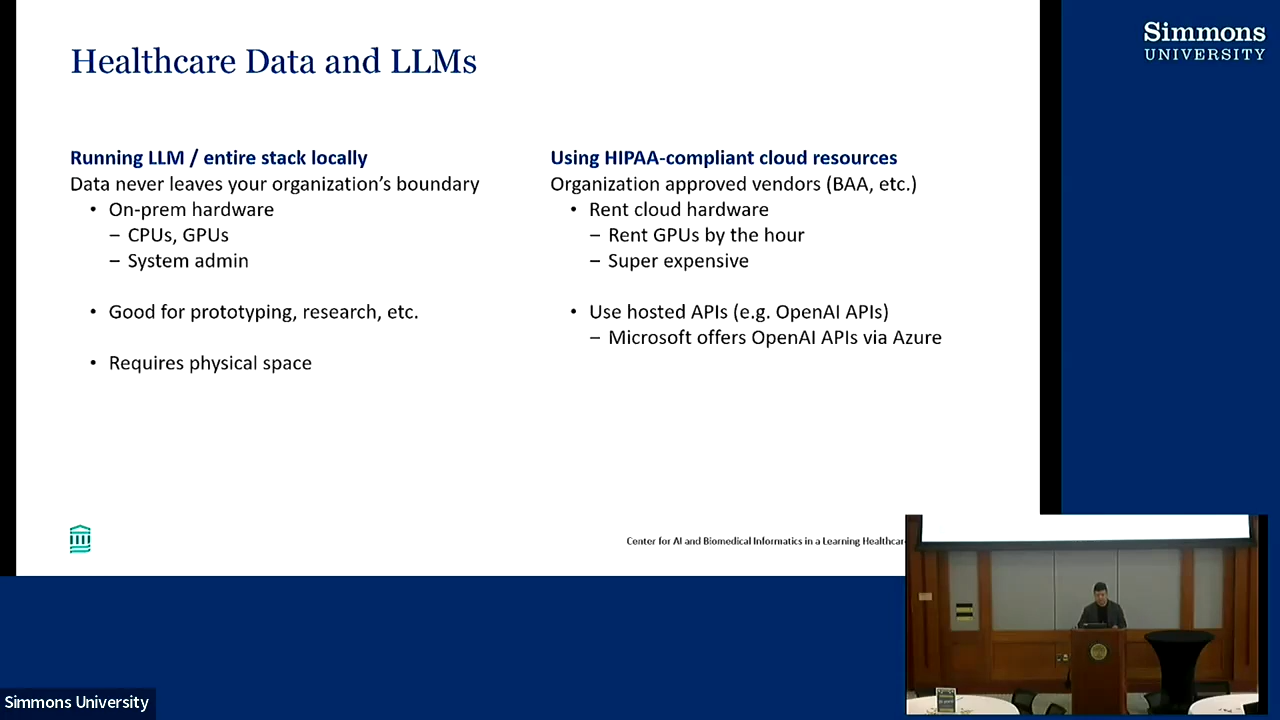 Healthcare Data and LLMs
Simmons
UNIVERSITY
Running LLM / entire stack locally
Data never leaves your organization's boundary
• On-prem hardware
– CPUs, GPUs
– System admin
• Good for prototyping, research, etc.
• Requires physical space
Using HIPAA-compliant cloud resources
Organization approved vendors (BAA, etc.)
• Rent cloud hardware
– Rent GPUs by the hour
– Super expensive
• Use hosted APIs (e.g. OpenAI APIs)
– Microsoft offers OpenAI APIs via Azure
Center for AI and Biomedical Informatics in a Learning Healthcar
Simmons University